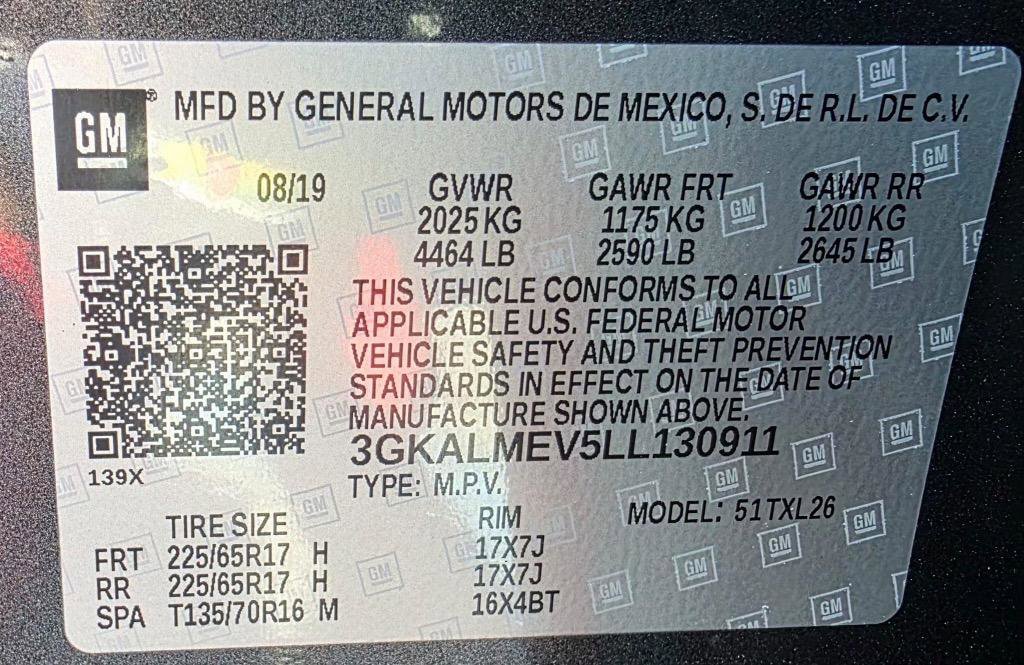 GM ® MFD BY GENERAL MOTORS DE MEXICO, S. DE R.L. DE C.V.
08/19 GVWR GAWR FRT GAWR RR
2025 KG 1175 KG 1200 KG
4464 LB 2590 LB 2645 LB
THIS VEHICLE CONFORMS TO ALL
APPLICABLE U.S. FEDERAL MOTOR
VEHICLE SAFETY AND THEFT PREVENTION
STANDARDS IN EFFECT ON THE DATE OF
MANUFACTURE SHOWN ABOVE.
3GKALMEV5LL130911
139X
TYPE: M.P.V.
MODEL: 51TXL26
TIRE SIZE RIM
FRT 225/65R17 H 17X7J
RR 225/65R17 H 17X7J
SPA T135/70R16 M 16X4BT